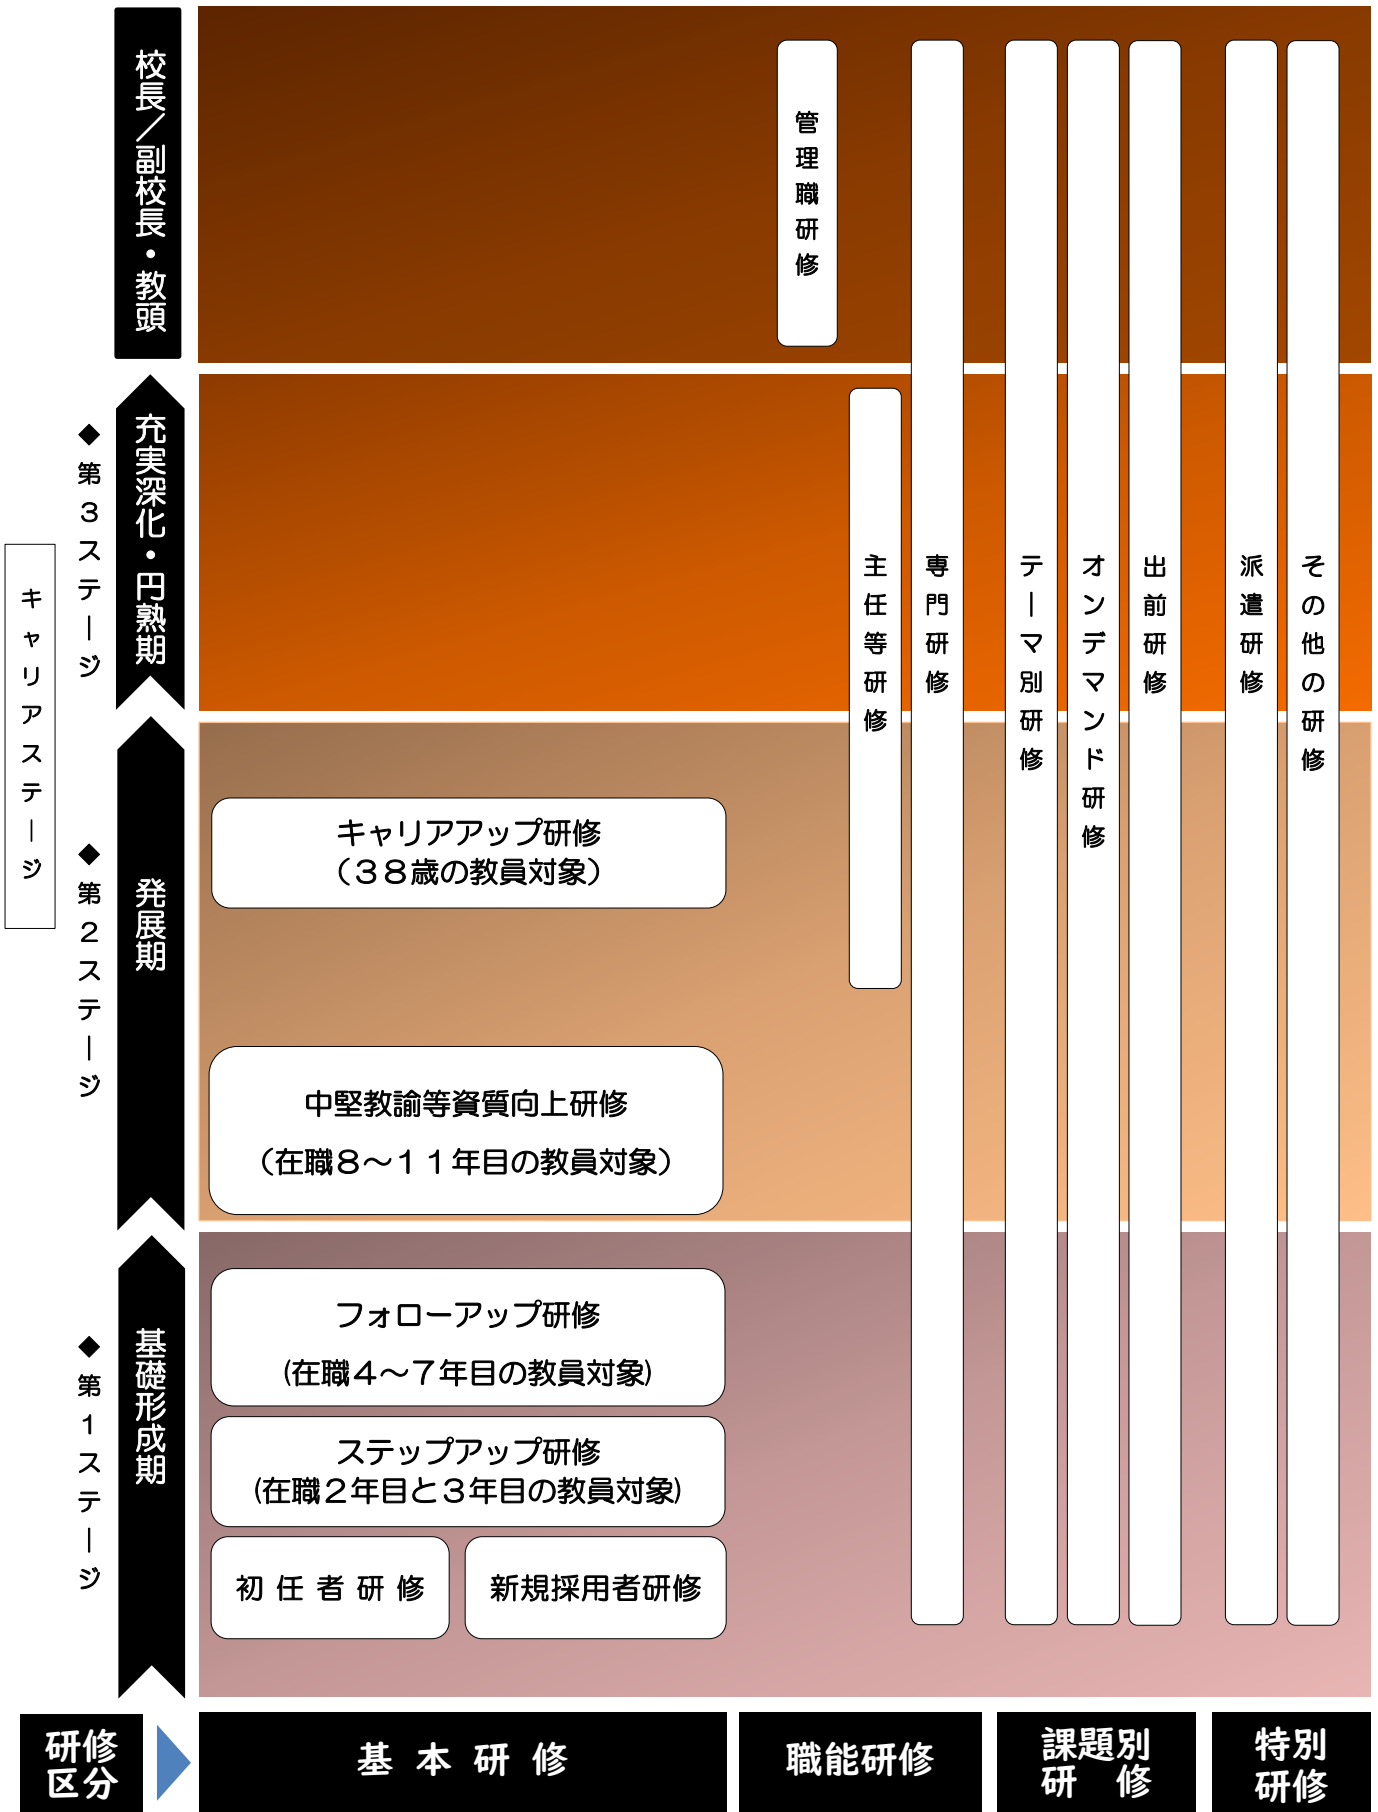 校長／副校長・教頭
管理職研修
キャリアステージ
◆第３ステージ
充実深化・円熟期
主任等研修
専門研修
テーマ別研修
オンデマンド研修
出前研修
派遣研修
その他の研修
◆第２ステージ
発展期
キャリアアップ研修
（３８歳の教員対象）
中堅教諭等資質向上研修
（在職８～１１年目の教員対象）
◆第１ステージ
基礎形成期
フォローアップ研修
(在職４～７年目の教員対象)
ステップアップ研修
(在職２年目と３年目の教員対象)
初任者研修
新規採用者研修
研修
区分
基本研修
職能研修
課題別
研　修
特別
研修